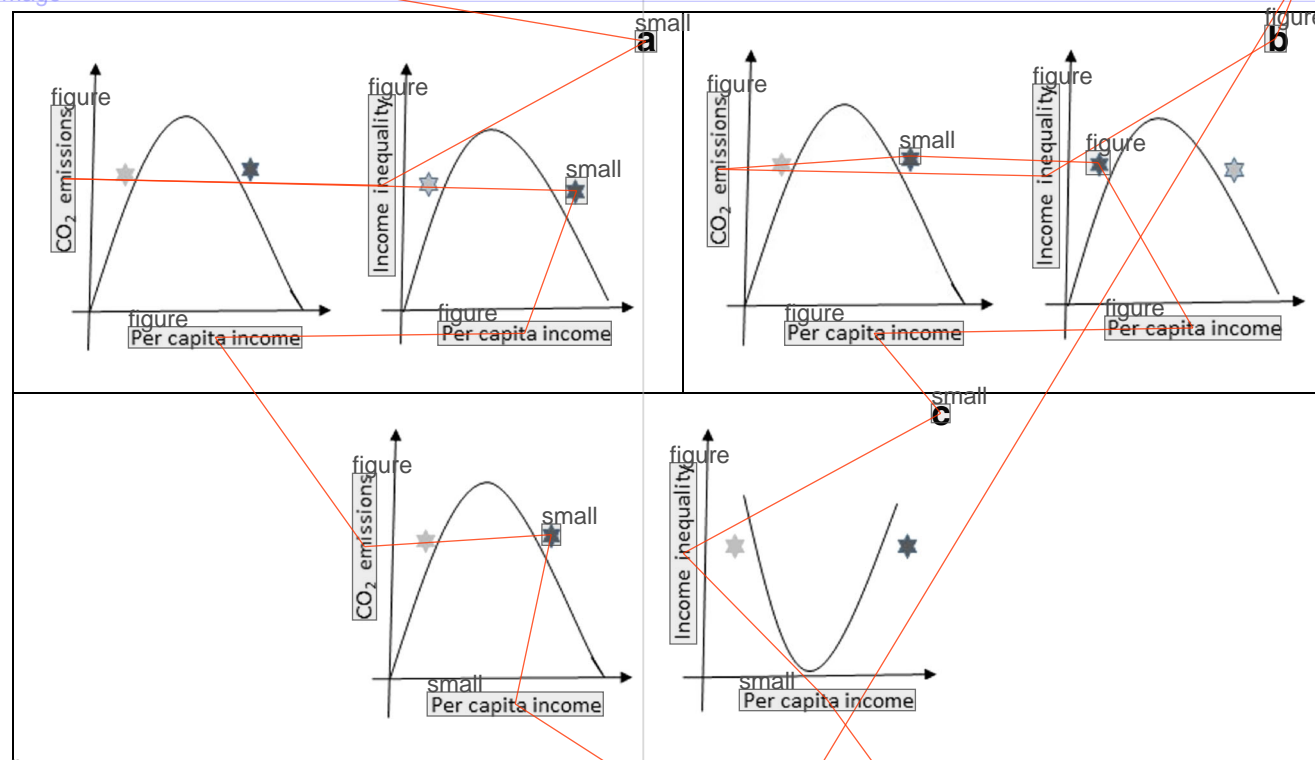 image
small
a
figure
CO2 emissions
figure
Income inequality
small
figure
Per capita income
figure
Per capita income
figure
b
figure
CO2 emissions
small
figure
Income inequality
figure
figure
Per capita income
figure
Per capita income
small
c
figure
CO2 emissions
small
small
Per capita income
figure
Income inequality
small
Per capita income